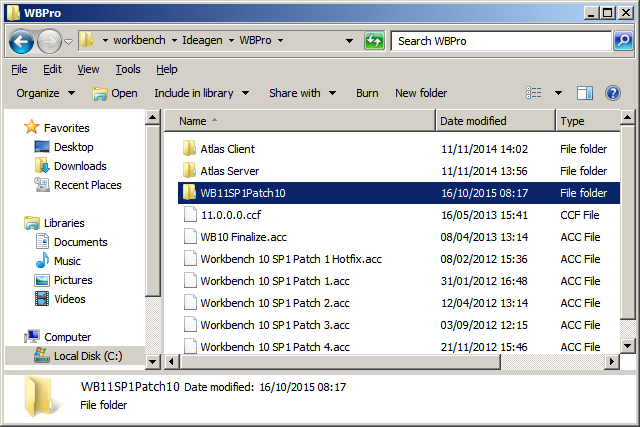 WBPro
workbench Ideagen WBPro Search WBPro
File Edit View Tools Help
Organize Open Include in library Share with Burn New folder
Favorites
Desktop
Downloads
Recent Places
Libraries
Documents
Music
Pictures
Videos
Computer
Local Disk (C:)
Name Date modified Type
Atlas Client 11/11/2014 14:02 File folder
Atlas Server 11/11/2014 13:56 File folder
WB11SP1Patch10 16/10/2015 08:17 File folder
11.0.0.0.ccf 16/05/2013 15:41 CCF File
WB10 Finalize.acc 08/04/2013 13:14 ACC File
Workbench 10 SP1 Patch 1 Hotfix.acc 08/02/2012 15:36 ACC File
Workbench 10 SP1 Patch 1.acc 31/01/2012 16:48 ACC File
Workbench 10 SP1 Patch 2.acc 12/04/2012 13:14 ACC File
Workbench 10 SP1 Patch 3.acc 03/09/2012 12:15 ACC File
Workbench 10 SP1 Patch 4.acc 21/11/2012 15:46 ACC File
WB11SP1Patch10 Date modified: 16/10/2015 08:17
File folder